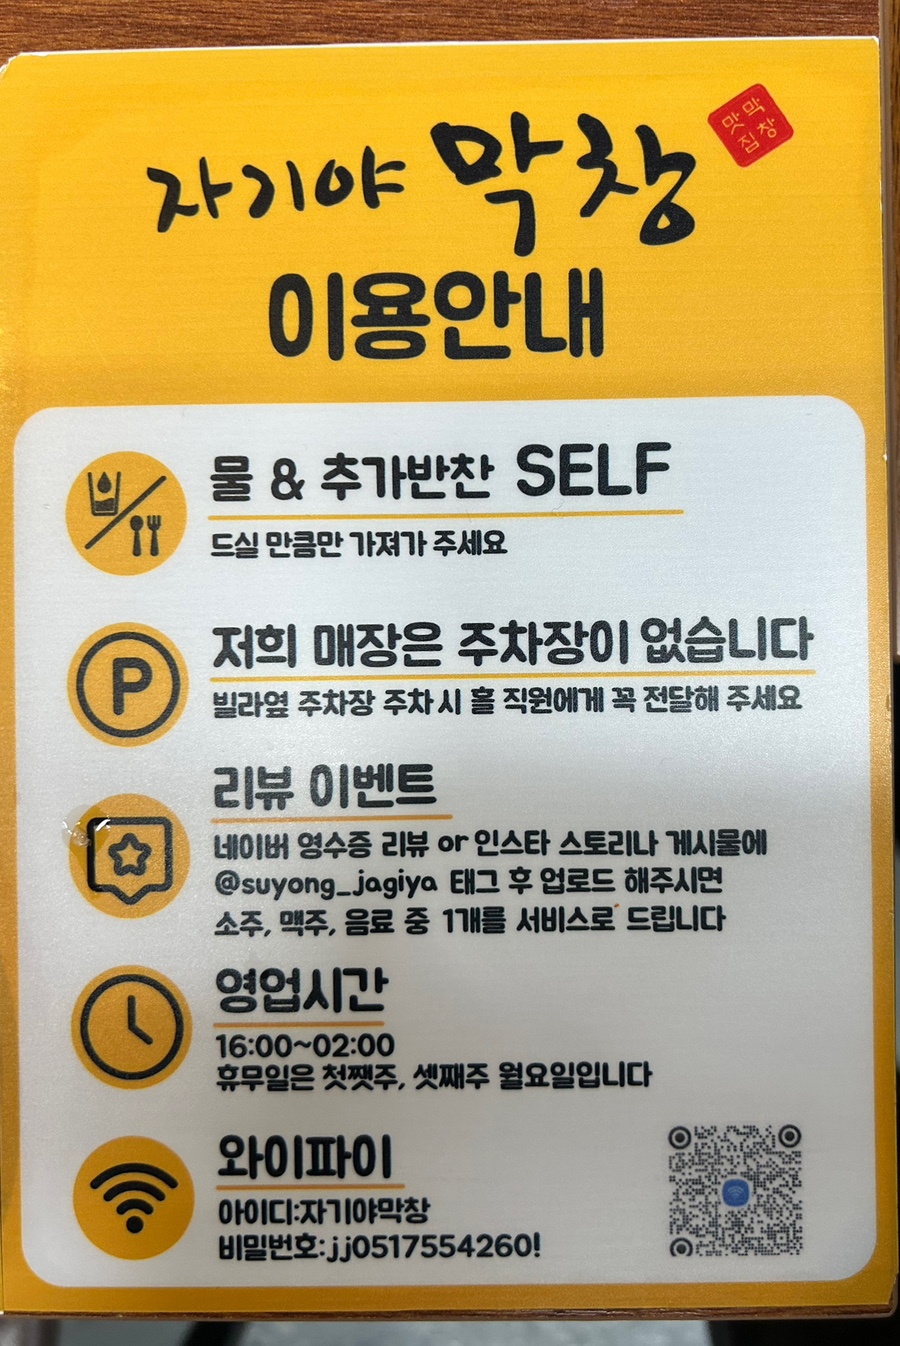 자기야 막창
막창
맛집
이용안내
물 & 추가반찬 SELF
드실 만큼만 가져가 주세요
저희 매장은 주차장이 없습니다
빌라옆 주차장 주차 시 홀 직원에게 꼭 전달해 주세요
리뷰 이벤트
네이버 영수증 리뷰 or 인스타 스토리나 게시물에
@suyong_jagiya 태그 후 업로드 해주시면
소주, 맥주, 음료 중 1개를 서비스로 드립니다
영업시간
16:00~02:00
휴무일은 첫쨋주, 셋째주 월요일입니다
와이파이
아이디:자기야막창
비밀번호:jj0517554260!
P